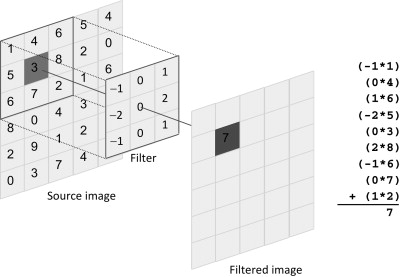 1 4 6 5 4
5 3 8 2 0
6 7 2 1 6
8 0 4 3
2 9 1 2
0 3 7 4
Source image
−1 0 1
−2 0 2
−1 0 1
Filter
7
Filtered image
(-1*1)
(0*4)
(1*6)
(-2*5)
(0*3)
(2*8)
(-1*6)
(0*7)
+ (1*2)
7